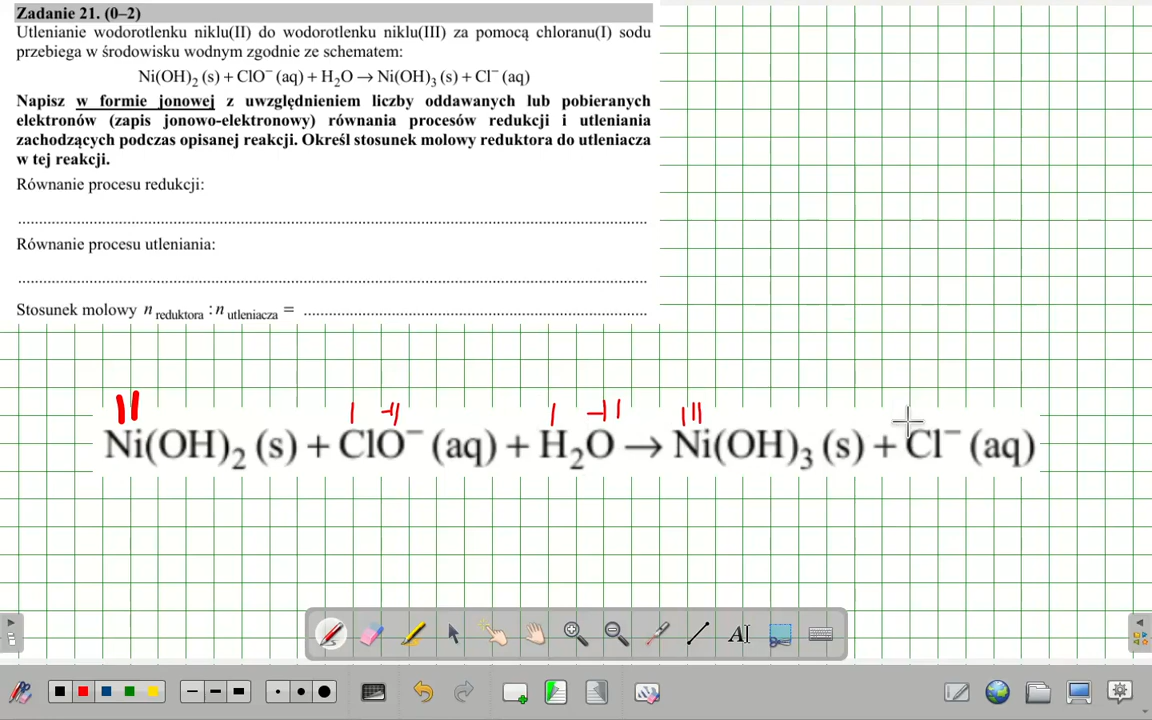 Zadanie 21. (0–2)
Utlenianie wodorotlenku niklu(II) do wodorotlenku niklu(III) za pomocą chloranu(I) sodu
przebiega w środowisku wodnym zgodnie ze schematem:
Ni(OH)₂ (s) + ClO⁻ (aq) + H₂O → Ni(OH)₃ (s) + Cl⁻ (aq)
Napisz w formie jonowej z uwzględnieniem liczby oddawanych lub pobieranych
elektronów (zapis jonowo-elektronowy) równania procesów redukcji i utleniania
zachodzących podczas opisanej reakcji. Określ stosunek molowy reduktora do utleniacza
w tej reakcji.
Równanie procesu redukcji:
Równanie procesu utleniania:
Stosunek molowy n reduktora : n utleniacza =
II I -II I -II III
Ni(OH)₂ (s) + ClO⁻ (aq) + H₂O → Ni(OH)₃ (s) + Cl⁻ (aq)
A